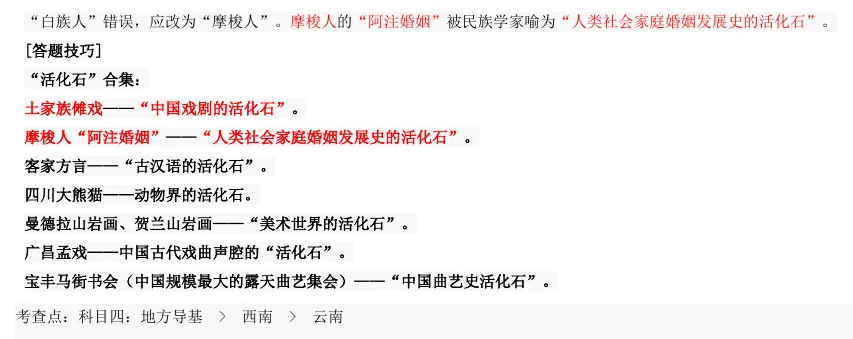 “白族人”错误，应改为“摩梭人”。摩梭人的“阿注婚姻”被民族学家喻为“人类社会家庭婚姻发展史的活化石”。
[答题技巧]
“活化石”合集：
土家族傩戏——“中国戏剧的活化石”。
摩梭人“阿注婚姻”——“人类社会家庭婚姻发展史的活化石”。
客家方言——“古汉语的活化石”。
四川大熊猫——动物界的活化石。
曼德拉山岩画、贺兰山岩画——“美术世界的活化石”。
广昌孟戏——中国古代戏曲声腔的“活化石”。
宝丰马街书会（中国规模最大的露天曲艺集会）——“中国曲艺史活化石”。
考查点：科目四：地方导基 > 西南 > 云南